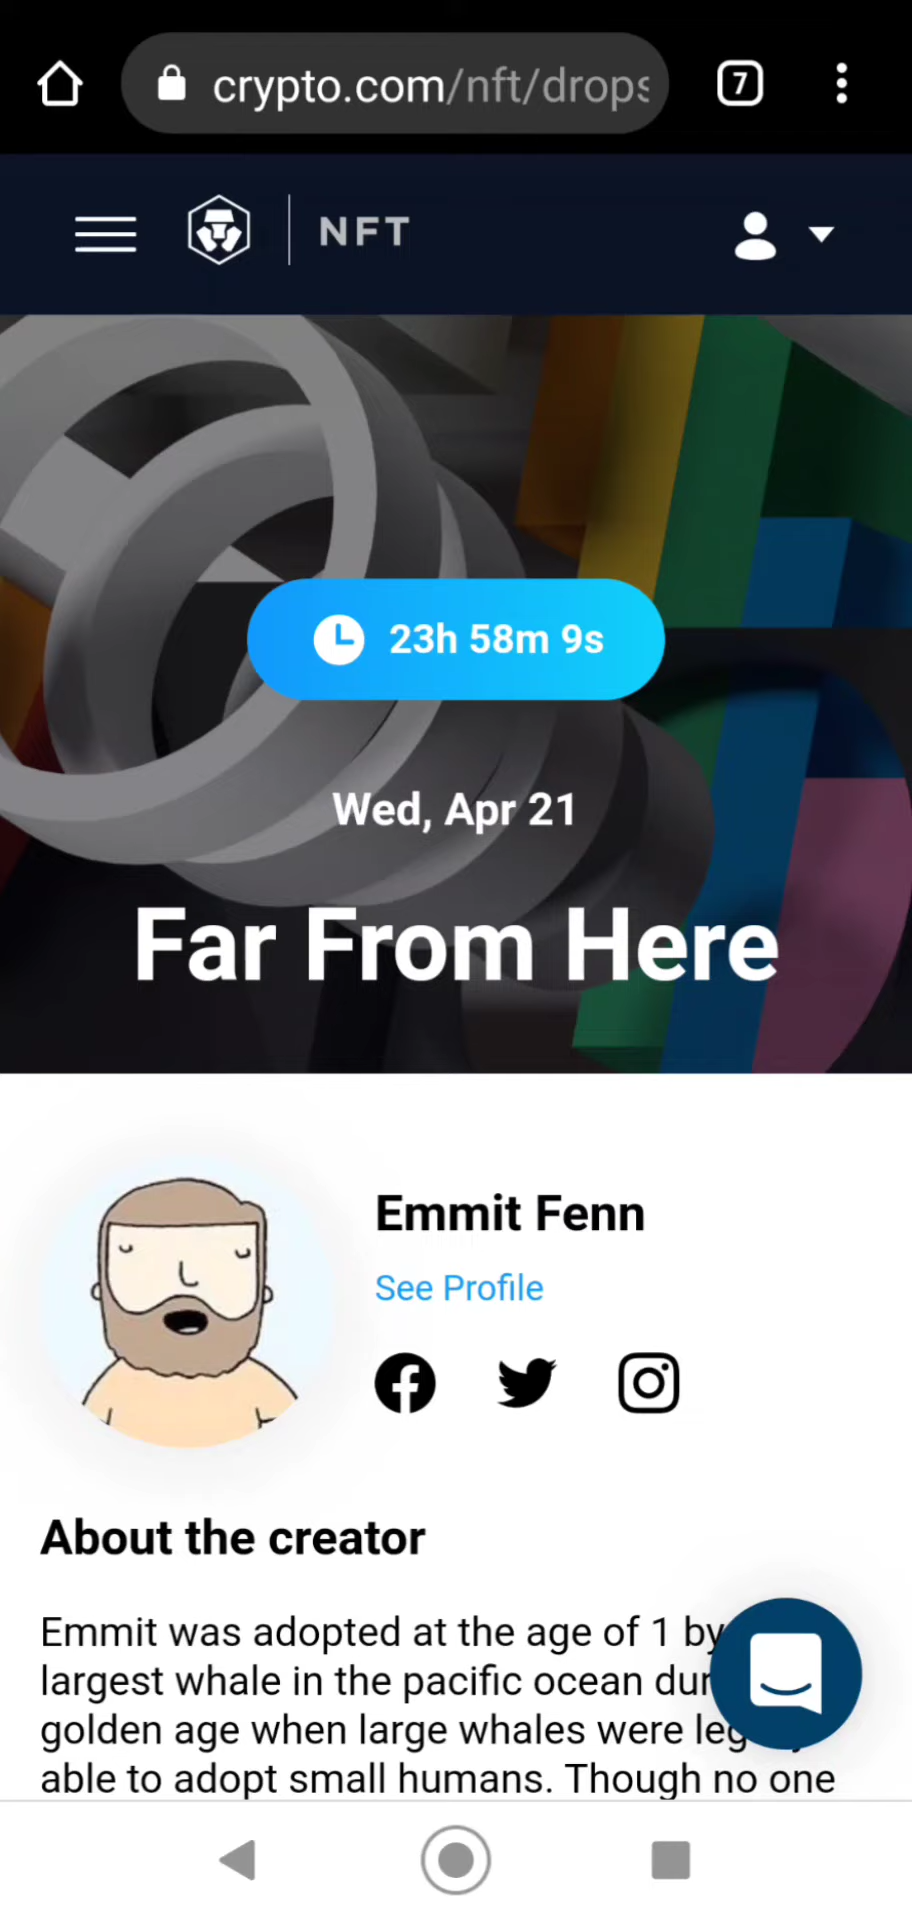 crypto.com/nft/drops
7
NFT
23h 58m 9s
Wed, Apr 21
Far From Here
Emmit Fenn
See Profile
About the creator
Emmit was adopted at the age of 1 by
largest whale in the pacific ocean
golden age when large whales were
able to adopt small humans. Though no one